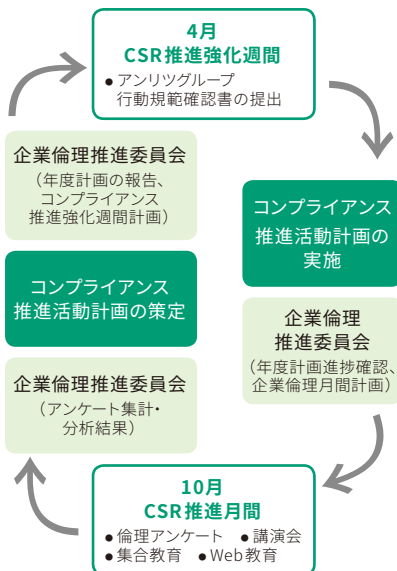 4月
CSR推進強化週間
●アンリツグループ
行動規範確認書の提出
コンプライアンス
推進活動計画の
実施
企業倫理
推進委員会
（年度計画進捗確認、
企業倫理月間計画）
10月
CSR推進月間
●倫理アンケート ●講演会
●集合教育 ●Web教育
企業倫理推進委員会
（アンケート集計・
分析結果）
コンプライアンス
推進活動計画の策定
企業倫理推進委員会
（年度計画の報告、
コンプライアンス
推進強化週間計画）